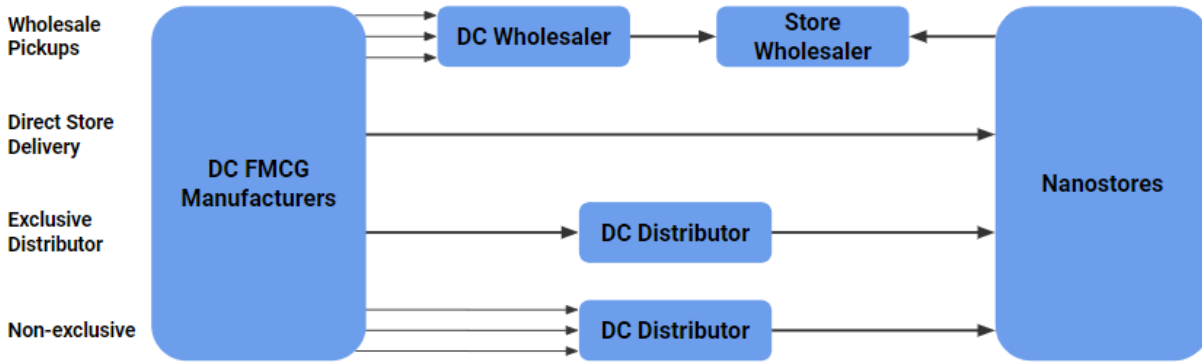 Wholesale
Pickups
DC Wholesaler
Store
Wholesaler
Direct Store
Delivery
DC FMCG
Manufacturers
Nanostores
Exclusive
Distributor
DC Distributor
Non-exclusive
DC Distributor